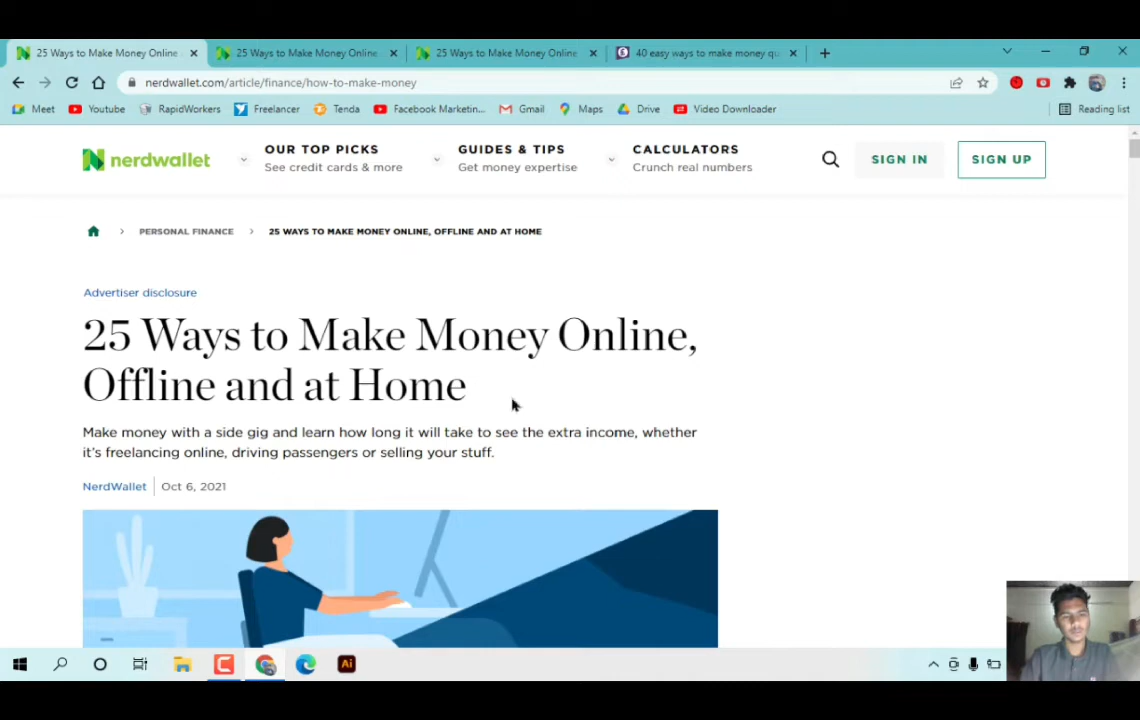 25 Ways to Make Money Online
25 Ways to Make Money Online
25 Ways to Make Money Online
40 easy ways to make money qu
nerdwallet.com/article/finance/how-to-make-money
Meet
Youtube
RapidWorkers
Freelancer
Tenda
Facebook Marketin...
Gmail
Maps
Drive
Video Downloader
Reading list
nerdwallet
OUR TOP PICKS
See credit cards & more
GUIDES & TIPS
Get money expertise
CALCULATORS
Crunch real numbers
SIGN IN
SIGN UP
PERSONAL FINANCE
25 WAYS TO MAKE MONEY ONLINE, OFFLINE AND AT HOME
Advertiser disclosure
25 Ways to Make Money Online,
Offline and at Home
Make money with a side gig and learn how long it will take to see the extra income, whether
it's freelancing online, driving passengers or selling your stuff.
NerdWallet
Oct 6, 2021
Ai